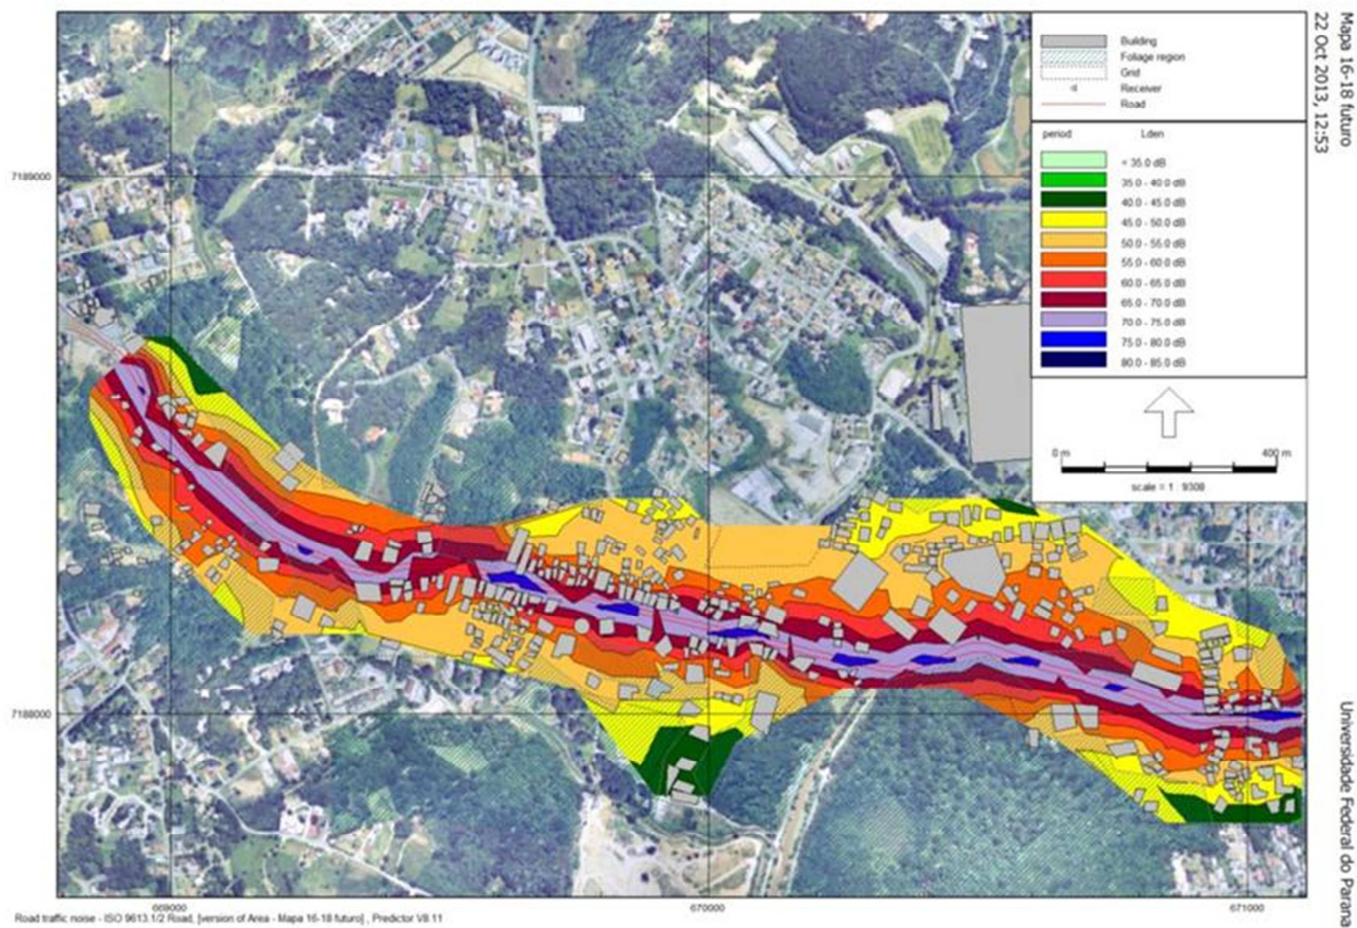 Building
Foliage region
Grid
Receiver
Road
period Lden
< 35.0 dB
35.0 - 40.0 dB
40.0 - 45.0 dB
45.0 - 50.0 dB
50.0 - 55.0 dB
55.0 - 60.0 dB
60.0 - 65.0 dB
65.0 - 70.0 dB
70.0 - 75.0 dB
75.0 - 80.0 dB
80.0 - 85.0 dB
0 m 400 m
scale = 1 : 9308
Mapa 16-18 futuro
22 Oct 2013, 12:53
Universidade Federal do Parana
7189000
7188000
669000 670000 671000
Road traffic noise - ISO 9613.1/2 Road, [version of Area - Mapa 16-18 futuro] , Predictor V8.11